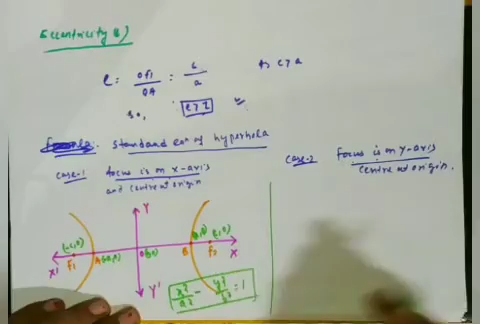 Eccentricity e)
e = OF1/OA = c/a   As c > a
so, e > 1
Standard eqn of hyperbola
Case-1 focus is on x-axis
and centre at origin
Case-2 Focus is on Y-axis
Centre at origin.
Y
(-c,0) (c,0)
X' F1 A O(0,0) B F2 X
Y'
x²/a² - y²/b² = 1